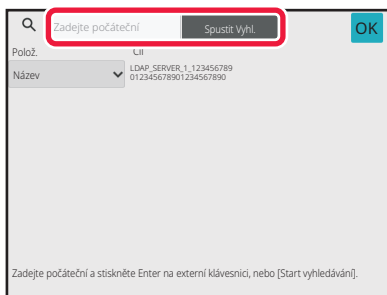 Zadejte počáteční Spustit Vyhl. OK
Polož. Cíl
Název LDAP_SERVER_1_123456789
012345678901234567890
Zadejte počáteční a stiskněte Enter na externí klávesnici, nebo [Start vyhledávání].